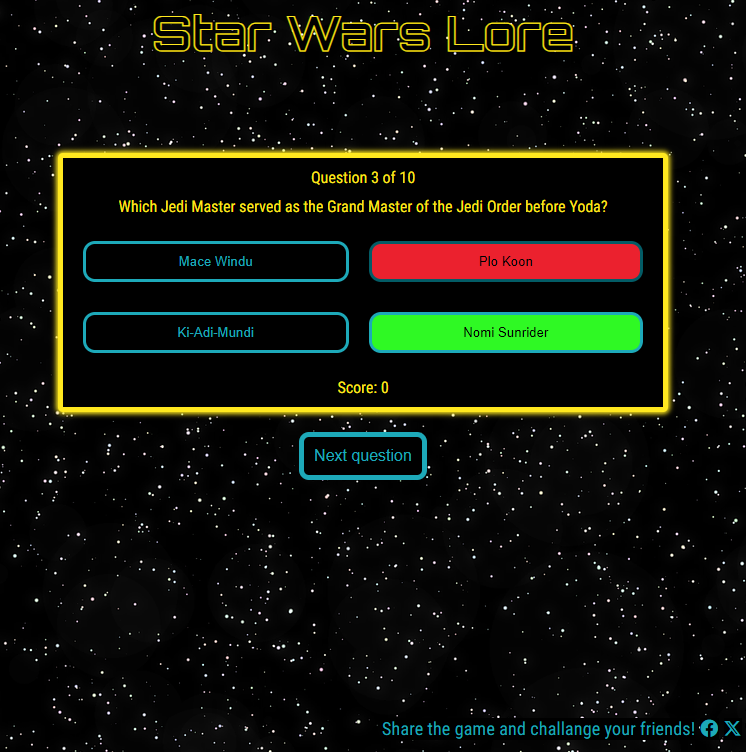 Star Wars Lore
Question 3 of 10
Which Jedi Master served as the Grand Master of the Jedi Order before Yoda?
Mace Windu
Plo Koon
Ki-Adi-Mundi
Nomi Sunrider
Score: 0
Next question
Share the game and challange your friends!